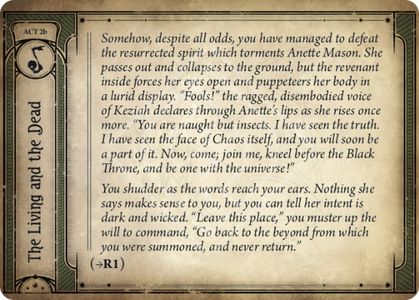 ACT 2b
The Living and the Dead
Somehow, despite all odds, you have managed to defeat
the resurrected spirit which torments Anette Mason. She
passes out and collapses to the ground, but the revenant
inside forces her eyes open and puppeteers her body in
a lurid display. “Fools!” the ragged, disembodied voice
of Keziah declares through Anette’s lips as she rises once
more. “You are naught but insects. I have seen the truth.
I have seen the face of Chaos itself, and you will soon be
a part of it. Now, come; join me, kneel before the Black
Throne, and be one with the universe!”
You shudder as the words reach your ears. Nothing she
says makes sense to you, but you can tell her intent is
dark and wicked. “Leave this place,” you muster up the
will to command, “Go back to the beyond from which
you were summoned, and never return.”
(→R1)